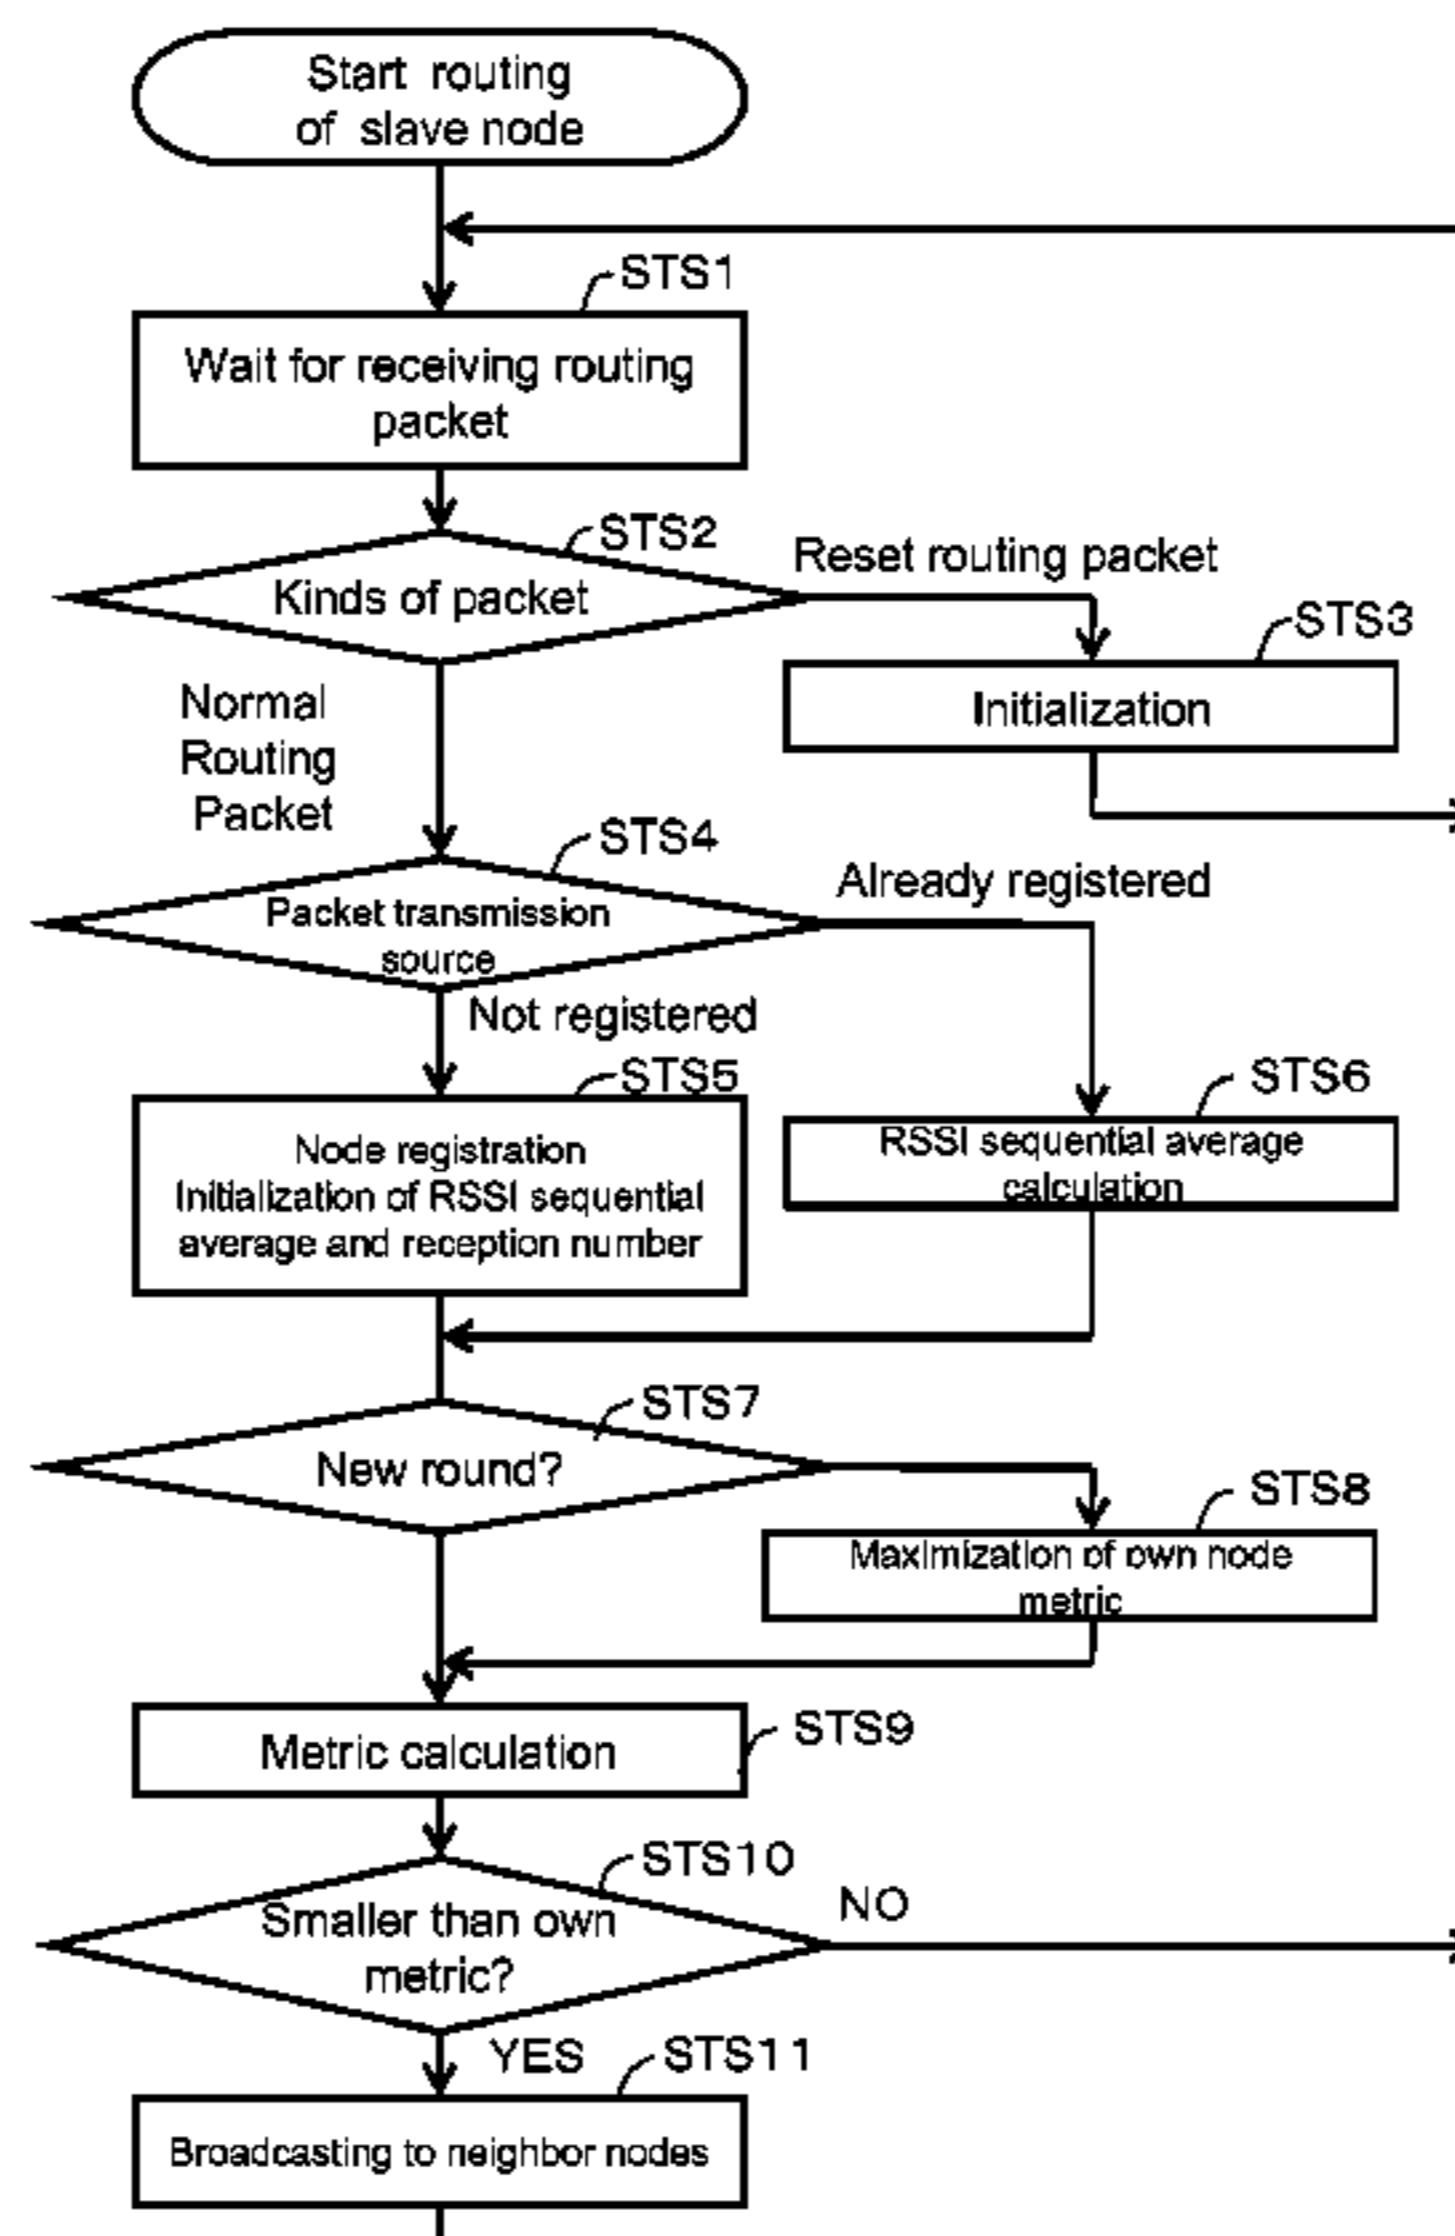 Start routing
of slave node
STS1
Wait for receiving routing
packet
STS2
Kinds of packet
Reset routing packet
STS3
Initialization
Normal
Routing
Packet
STS4
Packet transmission
source
Already registered
Not registered
STS5
Node registration
Initialization of RSSI sequential
average and reception number
STS6
RSSI sequential average
calculation
STS7
New round?
STS8
Maximization of own node
metric
STS9
Metric calculation
STS10
Smaller than own
metric?
NO
YES
STS11
Broadcasting to neighbor nodes